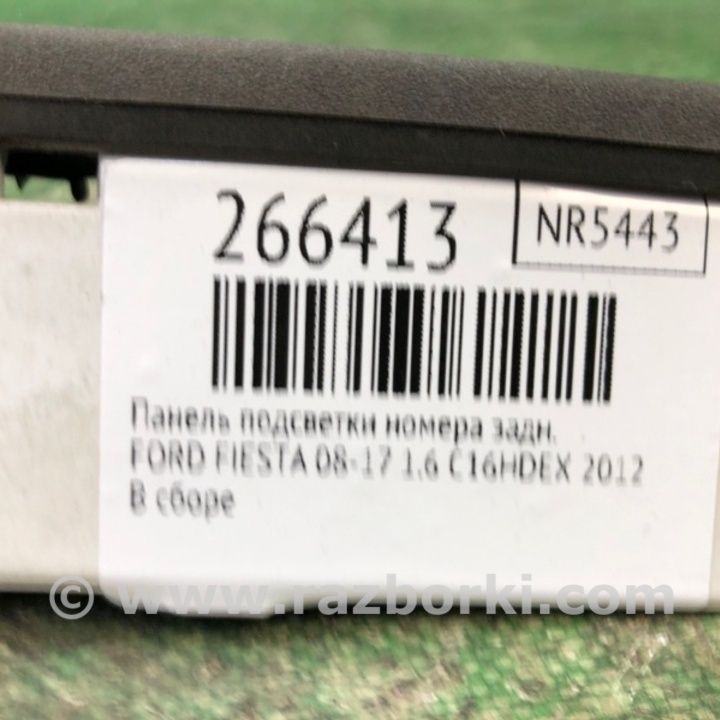 266413
NR5443
Панель подсветки номера задн.
FORD FIESTA 08-17 1.6 C16HDEX 2012
В сборе
© www.razborki.com